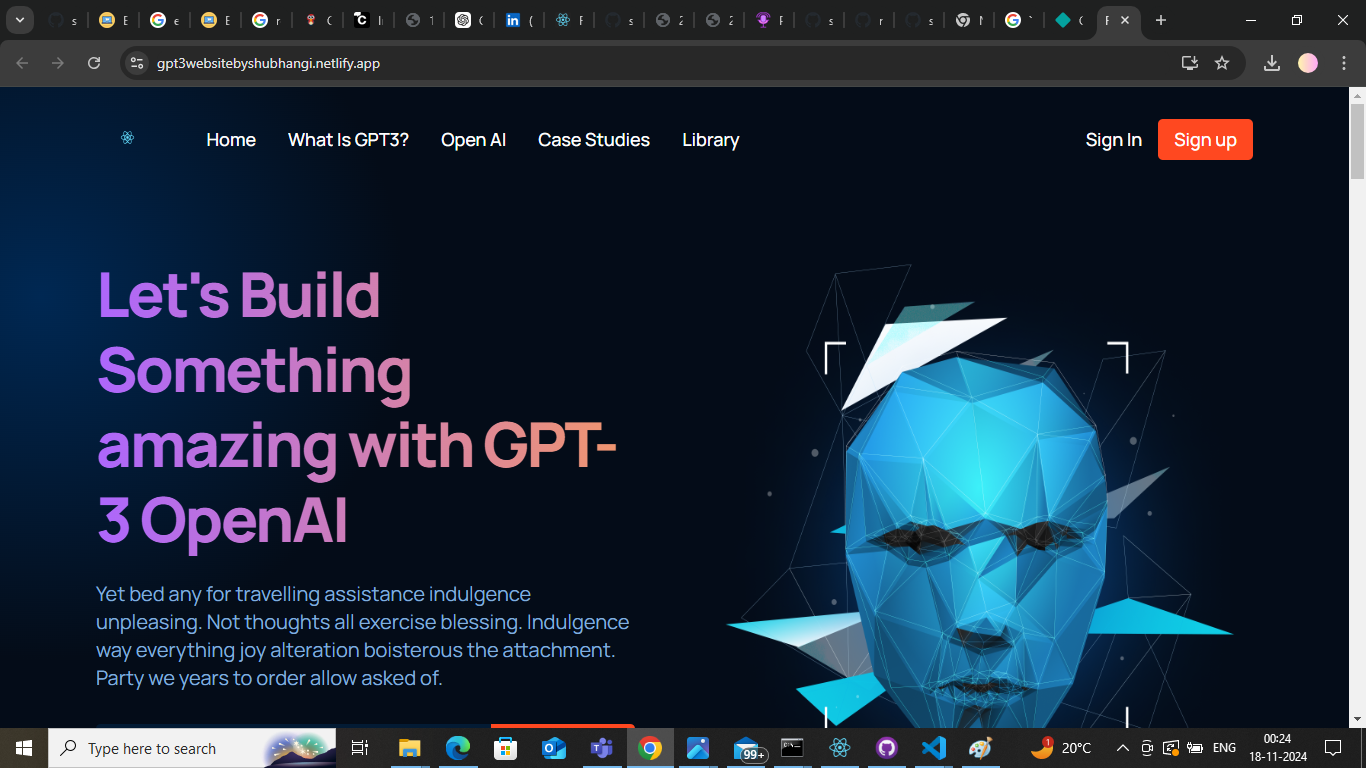 gpt3websitebyshubhangi.netlify.app
Home What Is GPT3? Open AI Case Studies Library Sign In Sign up
Let's Build
Something
amazing with GPT-
3 OpenAI
Yet bed any for travelling assistance indulgence
unpleasing. Not thoughts all exercise blessing. Indulgence
way everything joy alteration boisterous the attachment.
Party we years to order allow asked of.
Type here to search
99+
1
20°C
ENG
00:24
18-11-2024